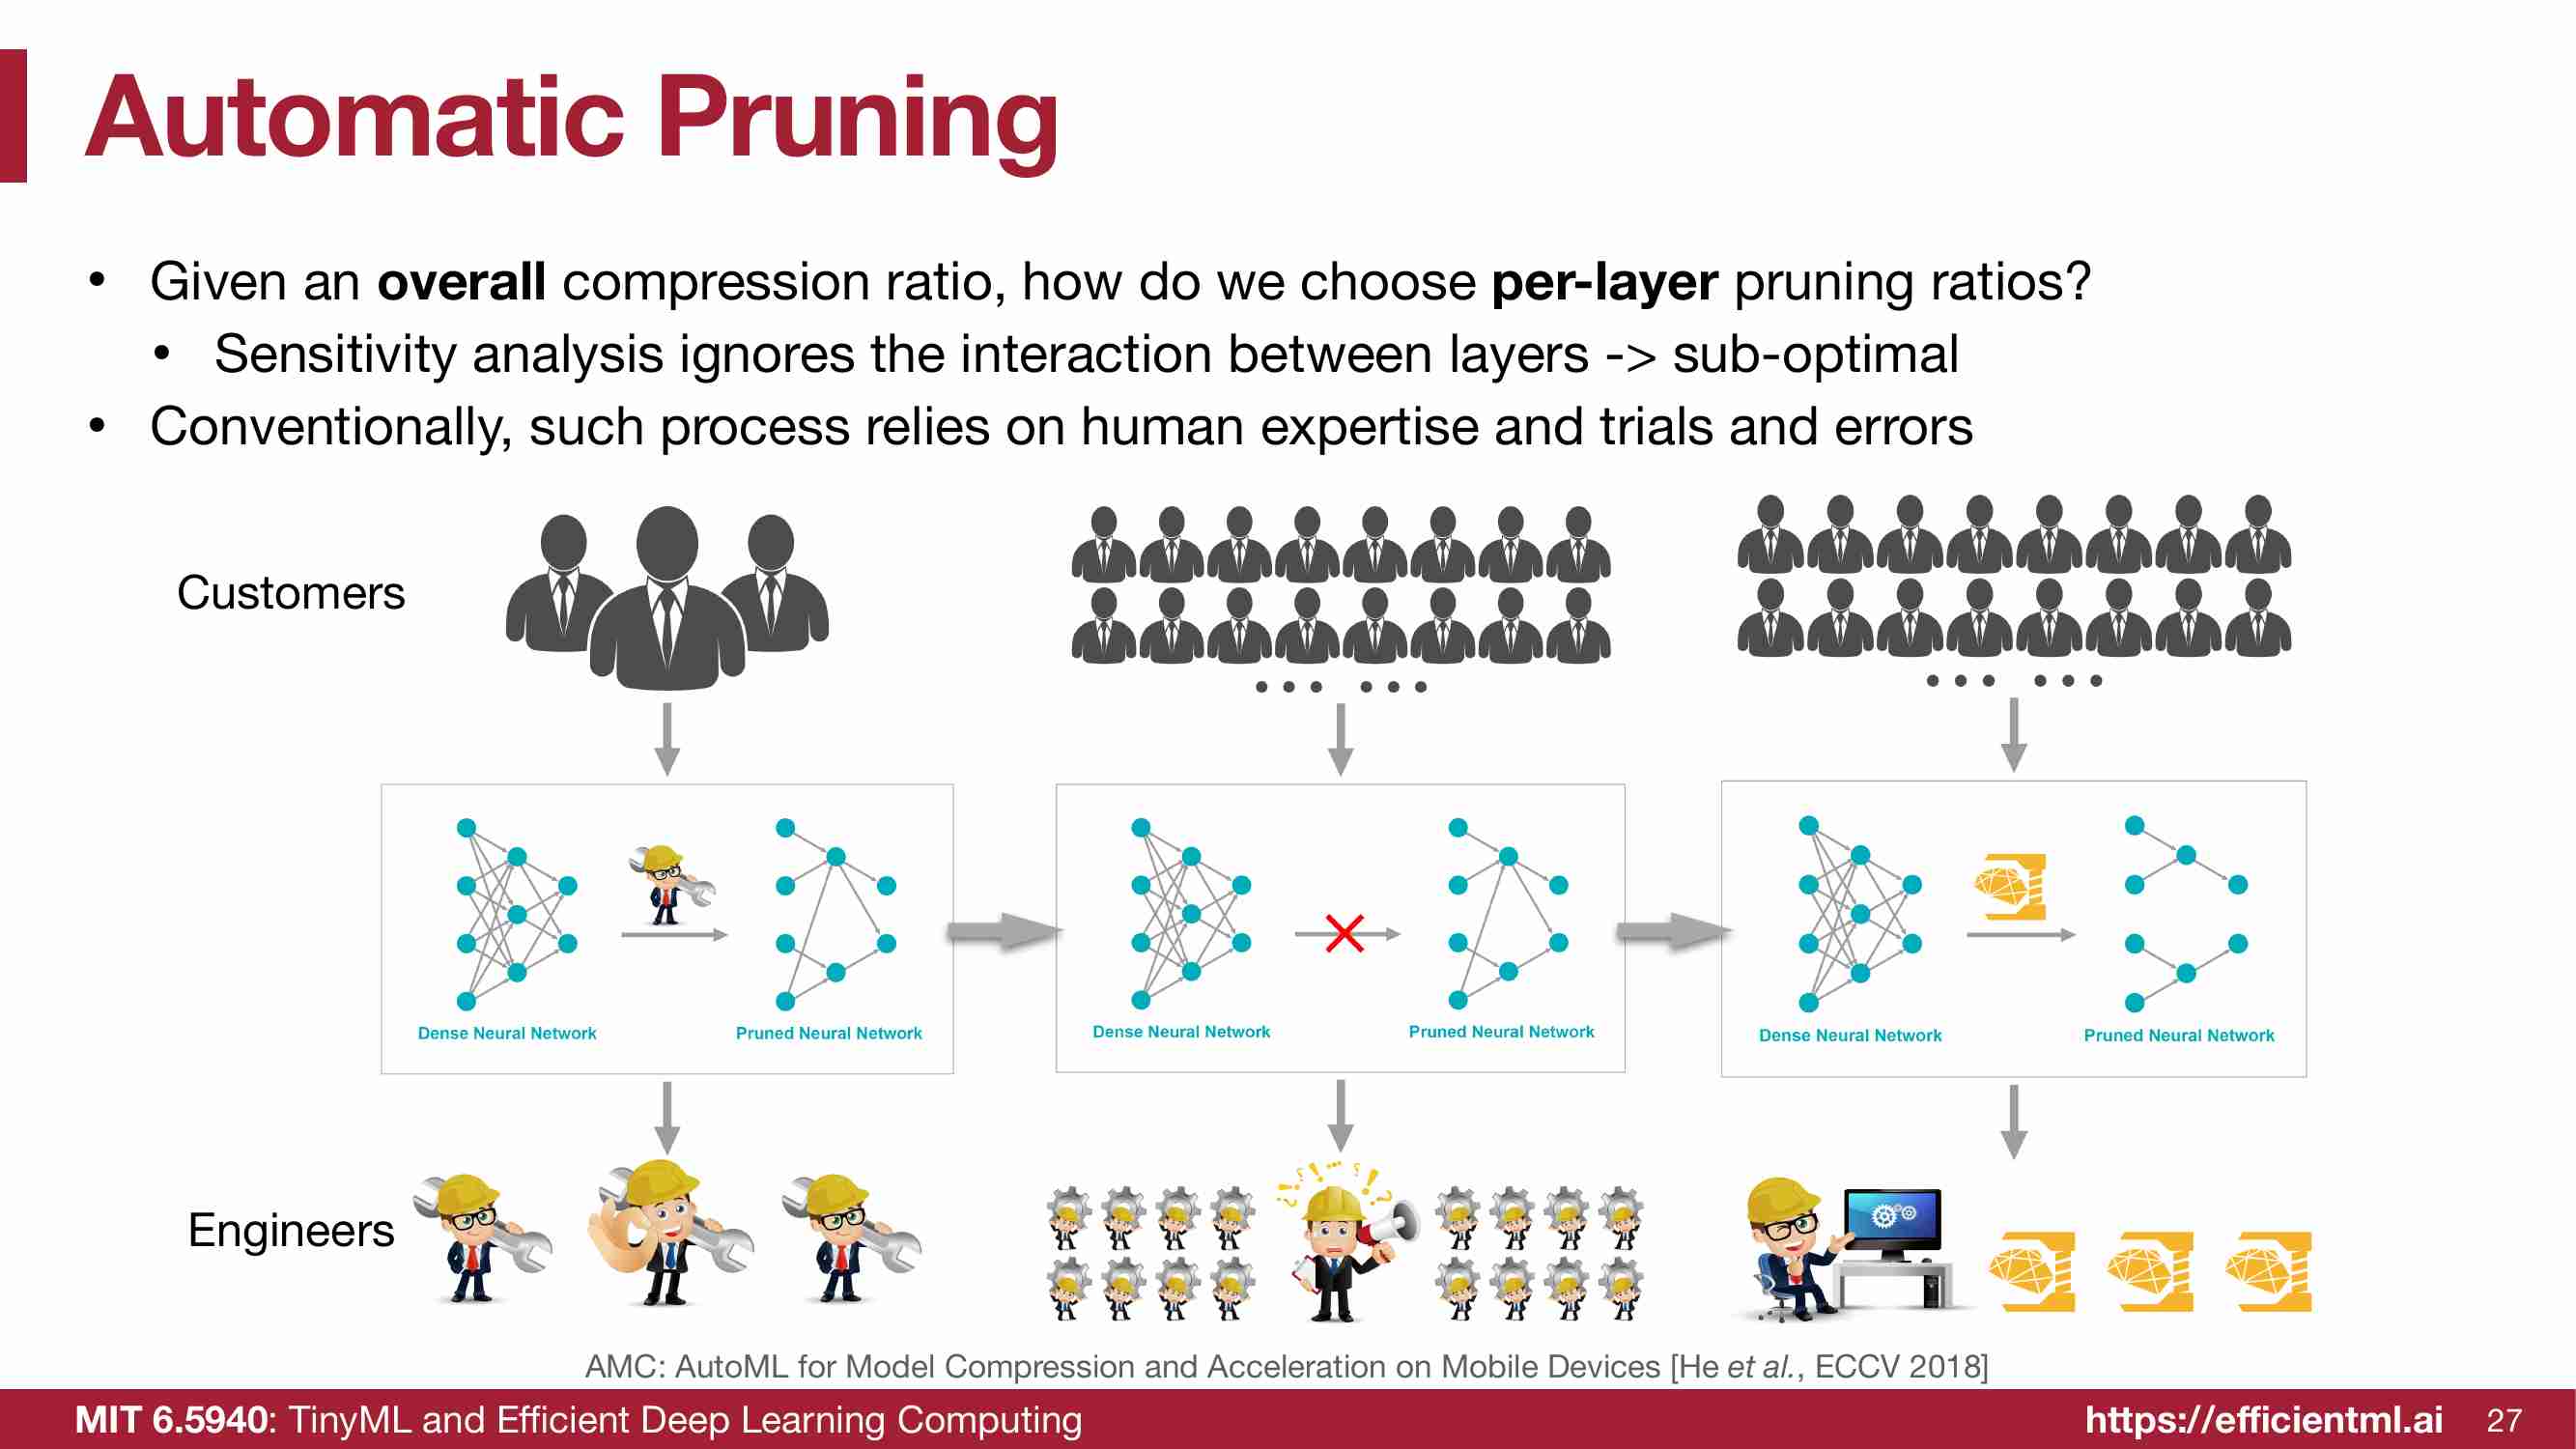 Automatic Pruning
• Given an overall compression ratio, how do we choose per-layer pruning ratios?
• Sensitivity analysis ignores the interaction between layers -> sub-optimal
• Conventionally, such process relies on human expertise and trials and errors
Customers
Dense Neural Network
Pruned Neural Network
Dense Neural Network
Pruned Neural Network
Dense Neural Network
Pruned Neural Network
Engineers
AMC: AutoML for Model Compression and Acceleration on Mobile Devices [He et al., ECCV 2018]
MIT 6.5940: TinyML and Efficient Deep Learning Computing
https://efficientml.ai
27